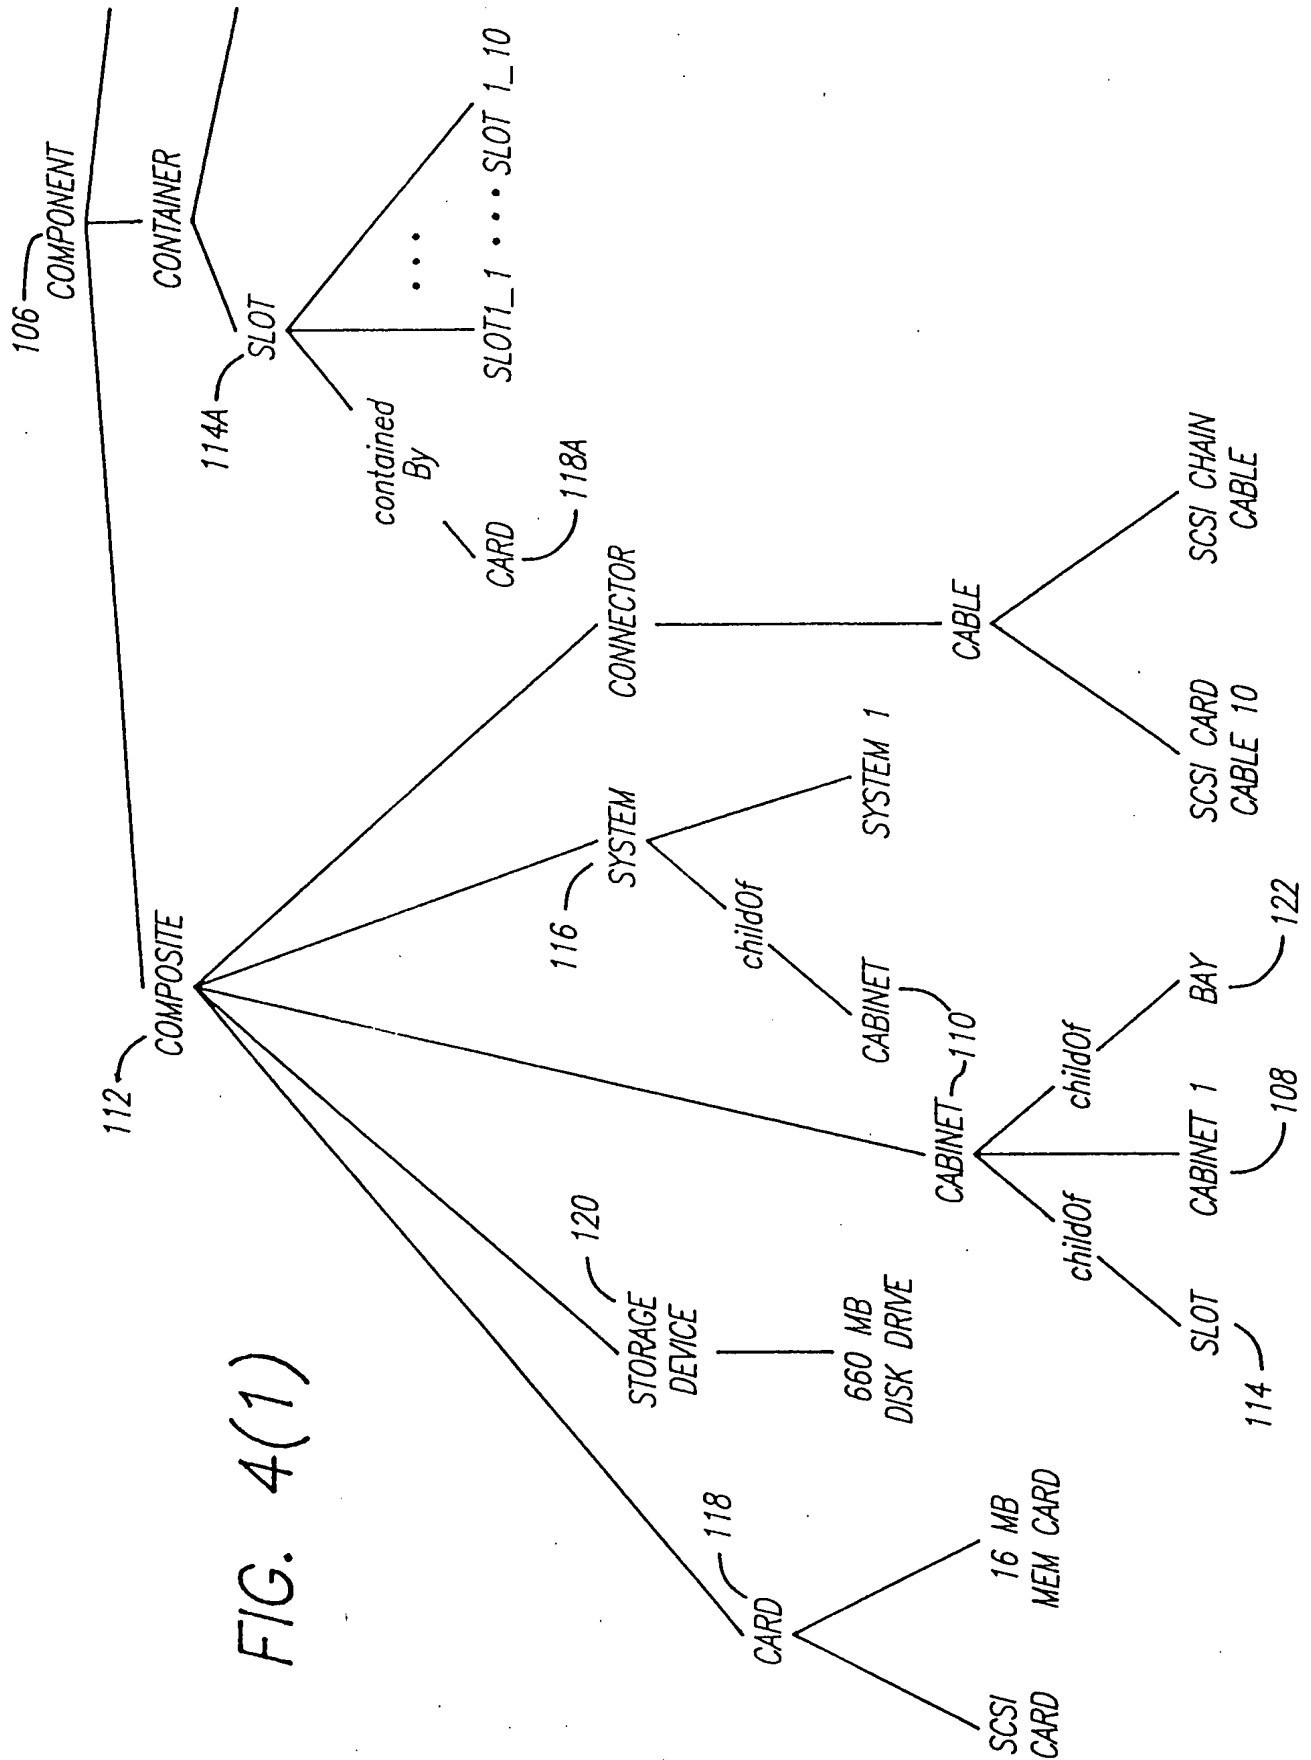 FIG. 4(1)
106
COMPONENT
112
COMPOSITE
CONTAINER
114A
SLOT
contained
By
CARD
118A
SLOT1_1 .... SLOT 1_10
...
118
CARD
SCSI
CARD
16 MB
MEM CARD
120
STORAGE
DEVICE
660 MB
DISK DRIVE
CABINET
110
childOf
SLOT
114
CABINET 1
108
childOf
BAY
122
116
SYSTEM
childOf
CABINET
SYSTEM 1
CONNECTOR
CABLE
SCSI CARD
CABLE 10
SCSI CHAIN
CABLE